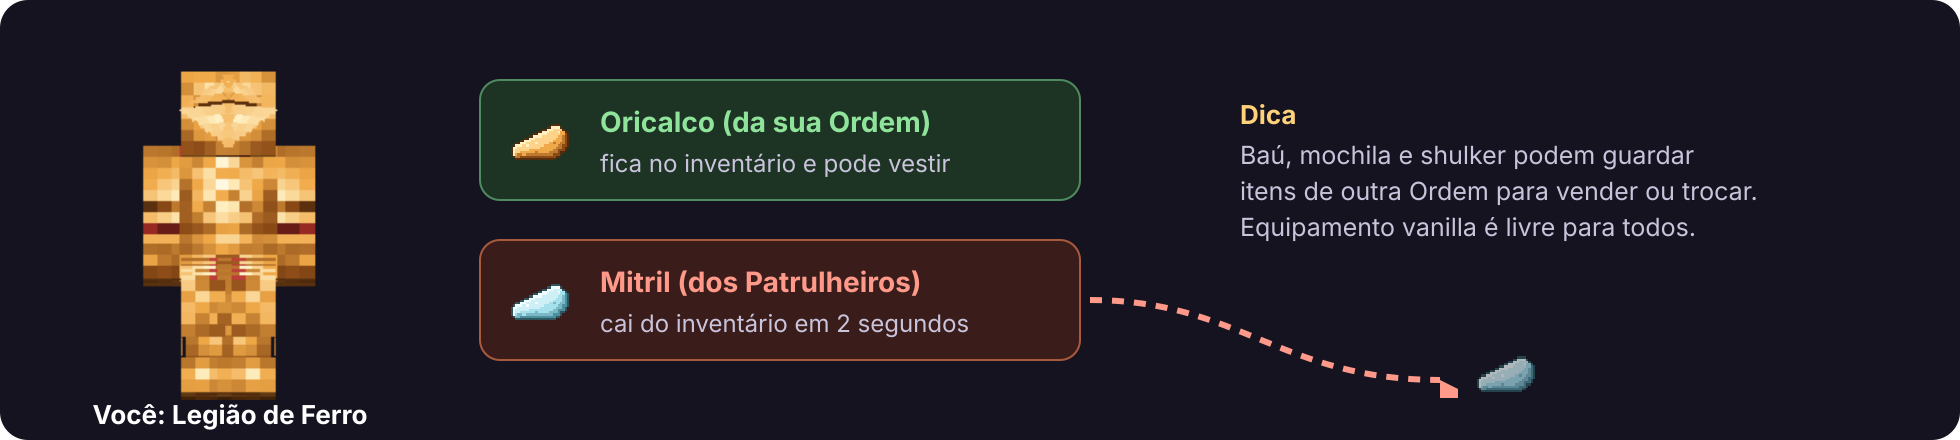 Oricalco (da sua Ordem)
fica no inventário e pode vestir
Mitril (dos Patrulheiros)
cai do inventário em 2 segundos
Dica
Baú, mochila e shulker podem guardar
itens de outra Ordem para vender ou trocar.
Equipamento vanilla é livre para todos.
Você: Legião de Ferro